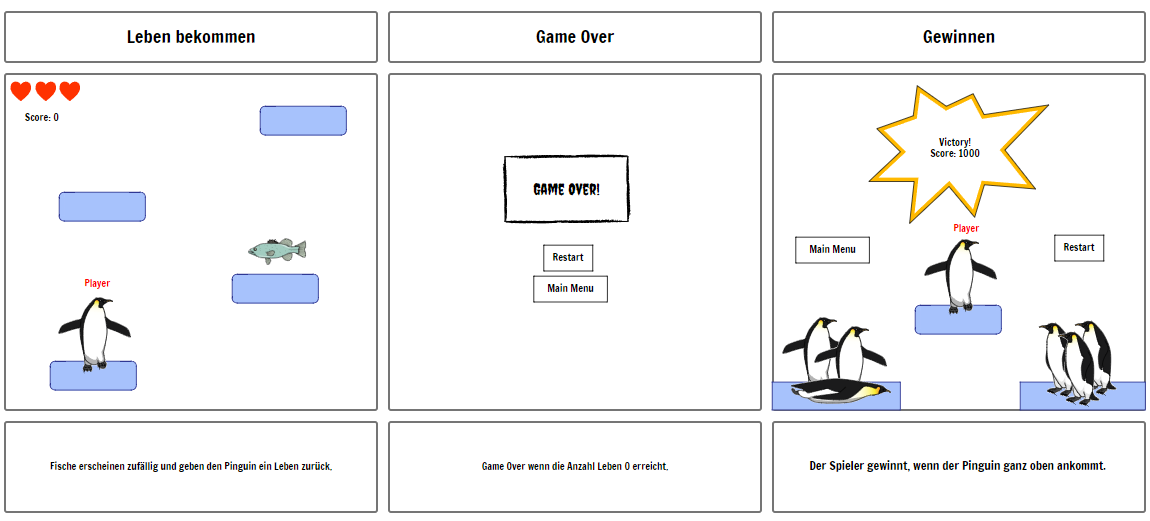 Leben bekommen
Game Over
Gewinnen
Score: 0
Player
Fische erscheinen zufällig und geben den Pinguin ein Leben zurück.
GAME OVER!
Restart
Main Menu
Game Over wenn die Anzahl Leben 0 erreicht.
Victory!
Score: 1000
Player
Main Menu
Restart
Der Spieler gewinnt, wenn der Pinguin ganz oben ankommt.